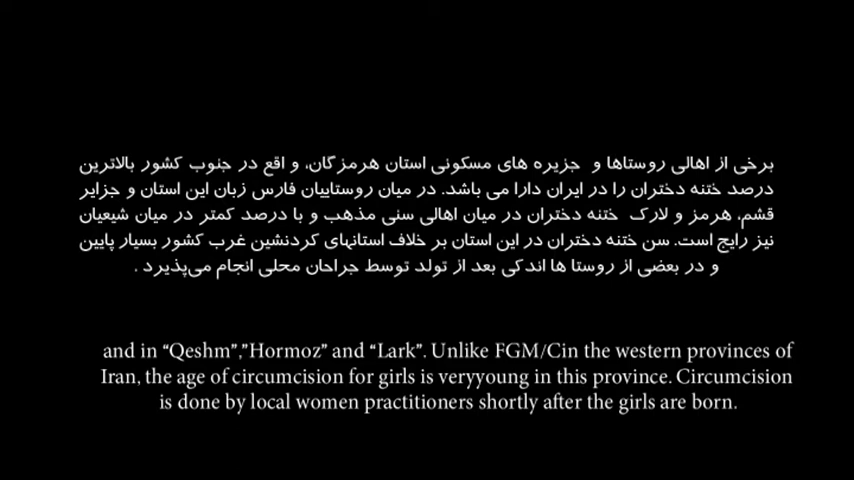 برخی از اهالی روستاها و جزیره های مسکونی استان هرمزگان، و اقع در جنوب کشور بالاترین
درصد ختنه دختران را در ایران دارا می باشد. در میان روستاییان فارس زبان این استان و جزایر
قشم، هرمز و لارک ختنه دختران در میان اهالی سنی مذهب و با درصد کمتر در میان شیعیان
نیز رایج است. سن ختنه دختران در این استان بر خلاف استانهای کردنشین غرب کشور بسیار پایین
و در بعضی از روستا ها اندکی بعد از تولد توسط جراحان محلی انجام می‌پذیرد .
and in “Qeshm”,”Hormoz” and “Lark”. Unlike FGM/Cin the western provinces of
Iran, the age of circumcision for girls is veryyoung in this province. Circumcision
is done by local women practitioners shortly after the girls are born.